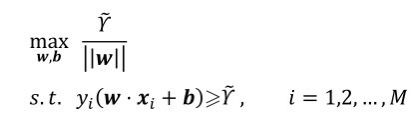 max_{w,b} Ỹ / ||w||
s.t. y_i(w · x_i + b) ⩾ Ỹ , i = 1,2, … , M